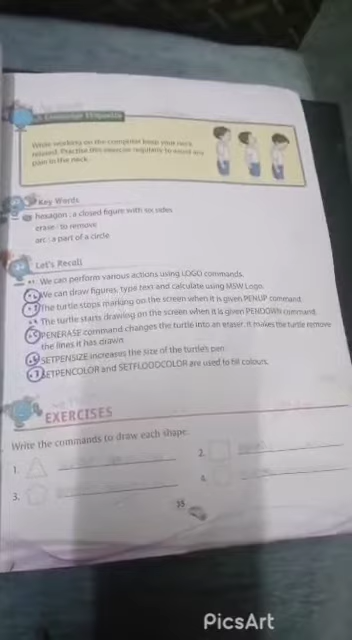 Computer Etiquette
While working on the computer keep your neck
relaxed. Practise this exercise regularly to avoid any
pain in the neck.
Key Words
hexagon : a closed figure with six sides
erase : to remove
arc : a part of a circle
Let's Recall
We can perform various actions using LOGO commands.
We can draw figures, type text and calculate using MSW Logo.
The turtle stops marking on the screen when it is given PENUP command.
The turtle starts drawing on the screen when it is given PENDOWN command.
PENERASE command changes the turtle into an eraser. It makes the turtle remove
the lines it has drawn.
SETPENSIZE increases the size of the turtle's pen.
SETPENCOLOR and SETFLOODCOLOR are used to fill colours.
EXERCISES
Write the commands to draw each shape.
1.
2.
3.
4.
35
PicsArt